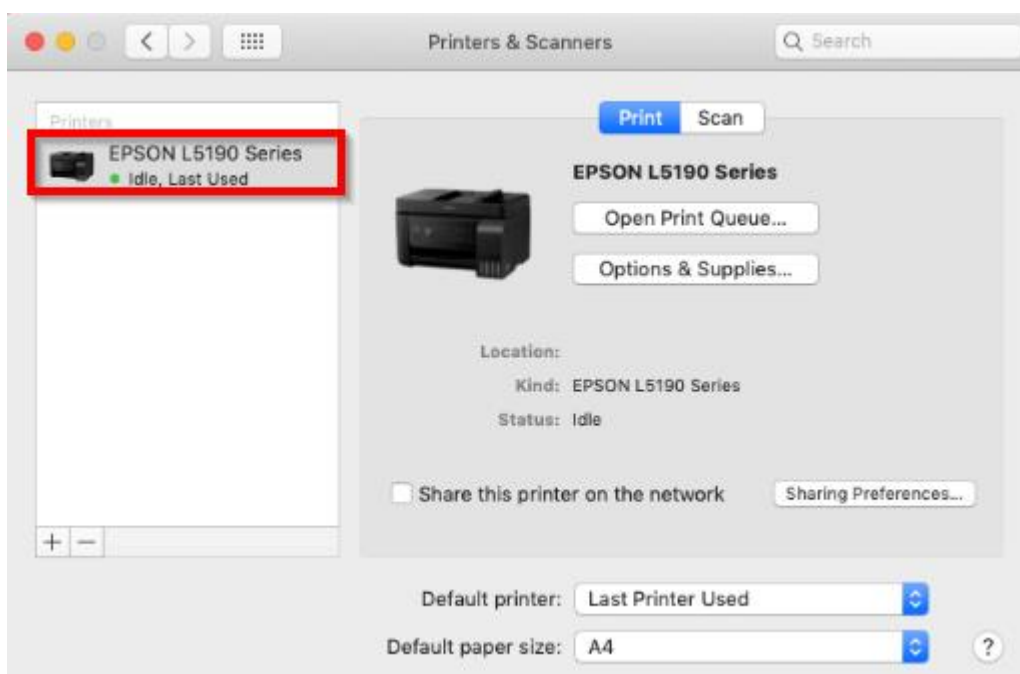 Printers & Scanners
Search
Printers
EPSON L5190 Series
Idle, Last Used
Print Scan
EPSON L5190 Series
Open Print Queue...
Options & Supplies...
Location:
Kind: EPSON L5190 Series
Status: Idle
Share this printer on the network Sharing Preferences...
+ −
Default printer: Last Printer Used
Default paper size: A4
?